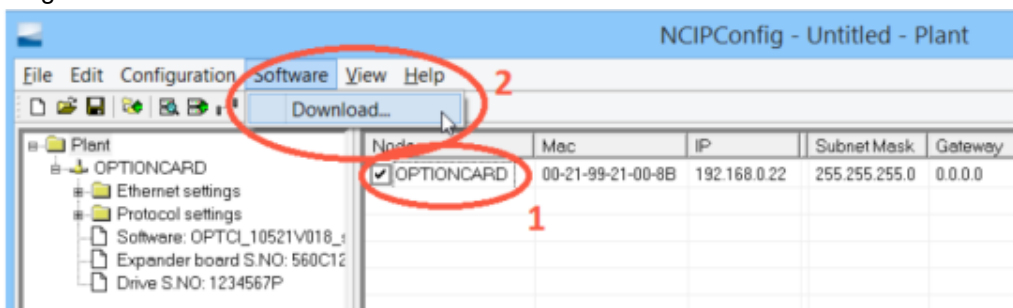 NCIPConfig - Untitled - Plant
File Edit Configuration Software View Help
2
Download...
Plant
OPTIONCARD
Ethernet settings
Protocol settings
Software: OPTCI_10521V018_
Expander board S.NO: 560C12
Drive S.NO: 1234567P
Mac IP Subnet Mask Gateway
OPTIONCARD 00-21-99-21-00-8B 192.168.0.22 255.255.255.0 0.0.0.0
1